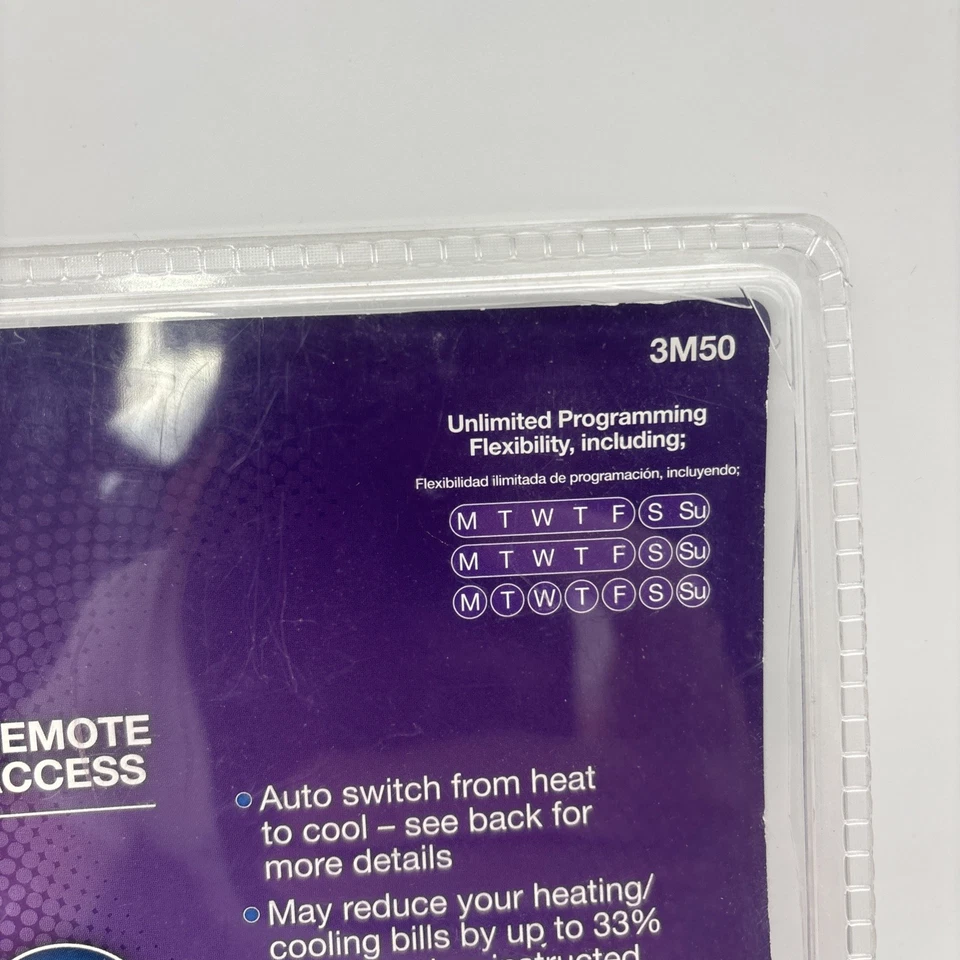 3M50
Unlimited Programming
Flexibility, including;
Flexibilidad ilimitada de programación, incluyendo;
M T W T F S Su
M T W T F S Su
M T W T F S Su
EMOTE
CCESS
Auto switch from heat
to cool – see back for
more details
May reduce your heating/
cooling bills by up to 33%
instructed